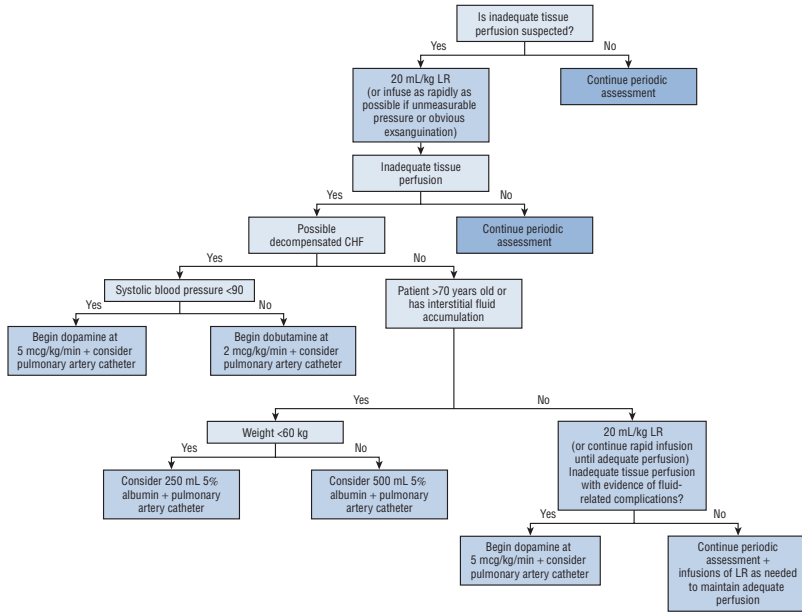 Is inadequate tissue
perfusion suspected?
Yes
No
20 mL/kg LR
(or infuse as rapidly as
possible if unmeasurable
pressure or obvious
exsanguination)
Continue periodic
assessment
Inadequate tissue
perfusion
Yes
No
Possible
decompensated CHF
Continue periodic
assessment
Yes
No
Systolic blood pressure <90
Patient >70 years old or
has interstitial fluid
accumulation
Yes
No
Begin dopamine at
5 mcg/kg/min + consider
pulmonary artery catheter
Begin dobutamine at
2 mcg/kg/min + consider
pulmonary artery catheter
Yes
No
Weight <60 kg
20 mL/kg LR
(or continue rapid infusion
until adequate perfusion)
Inadequate tissue perfusion
with evidence of fluid-
related complications?
Yes
No
Consider 250 mL 5%
albumin + pulmonary
artery catheter
Consider 500 mL 5%
albumin + pulmonary
artery catheter
Yes
No
Begin dopamine at
5 mcg/kg/min + consider
pulmonary artery catheter
Continue periodic
assessment +
infusions of LR as needed
to maintain adequate
perfusion